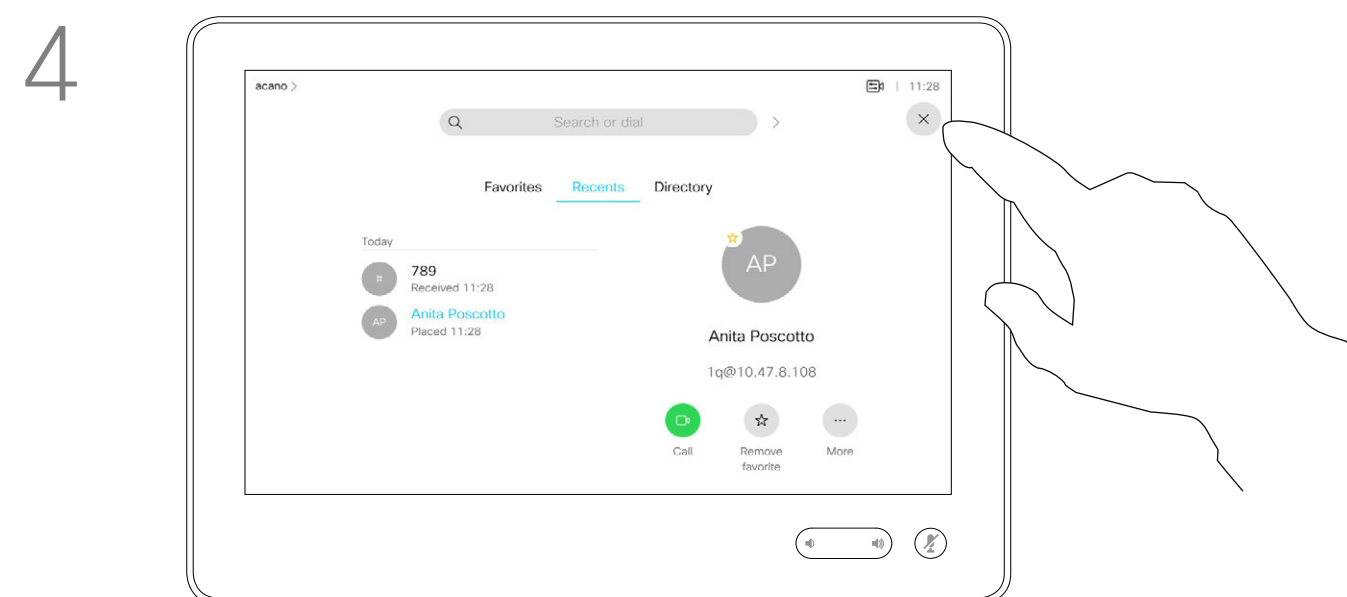 4
acano >
11:28
Search or dial
Favorites Recents Directory
Today
#
789
Received 11:28
AP
Anita Poscotto
Placed 11:28
AP
Anita Poscotto
1q@10.47.8.108
Call
Remove
favorite
More